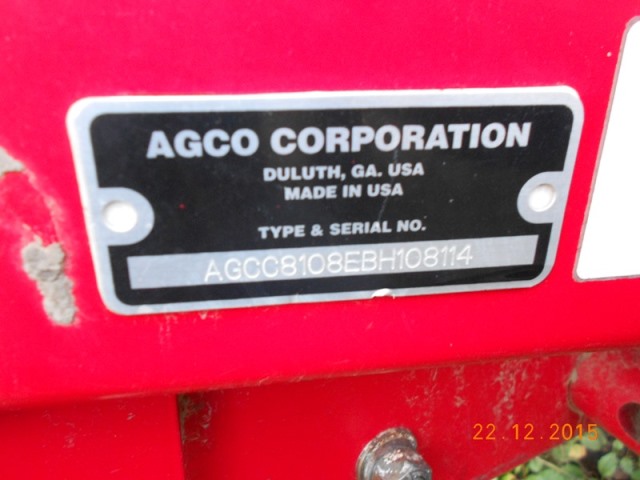 AGCO CORPORATION
DULUTH, GA. USA
MADE IN USA
TYPE & SERIAL NO.
AGCC8108EBH108114
22.12.2015